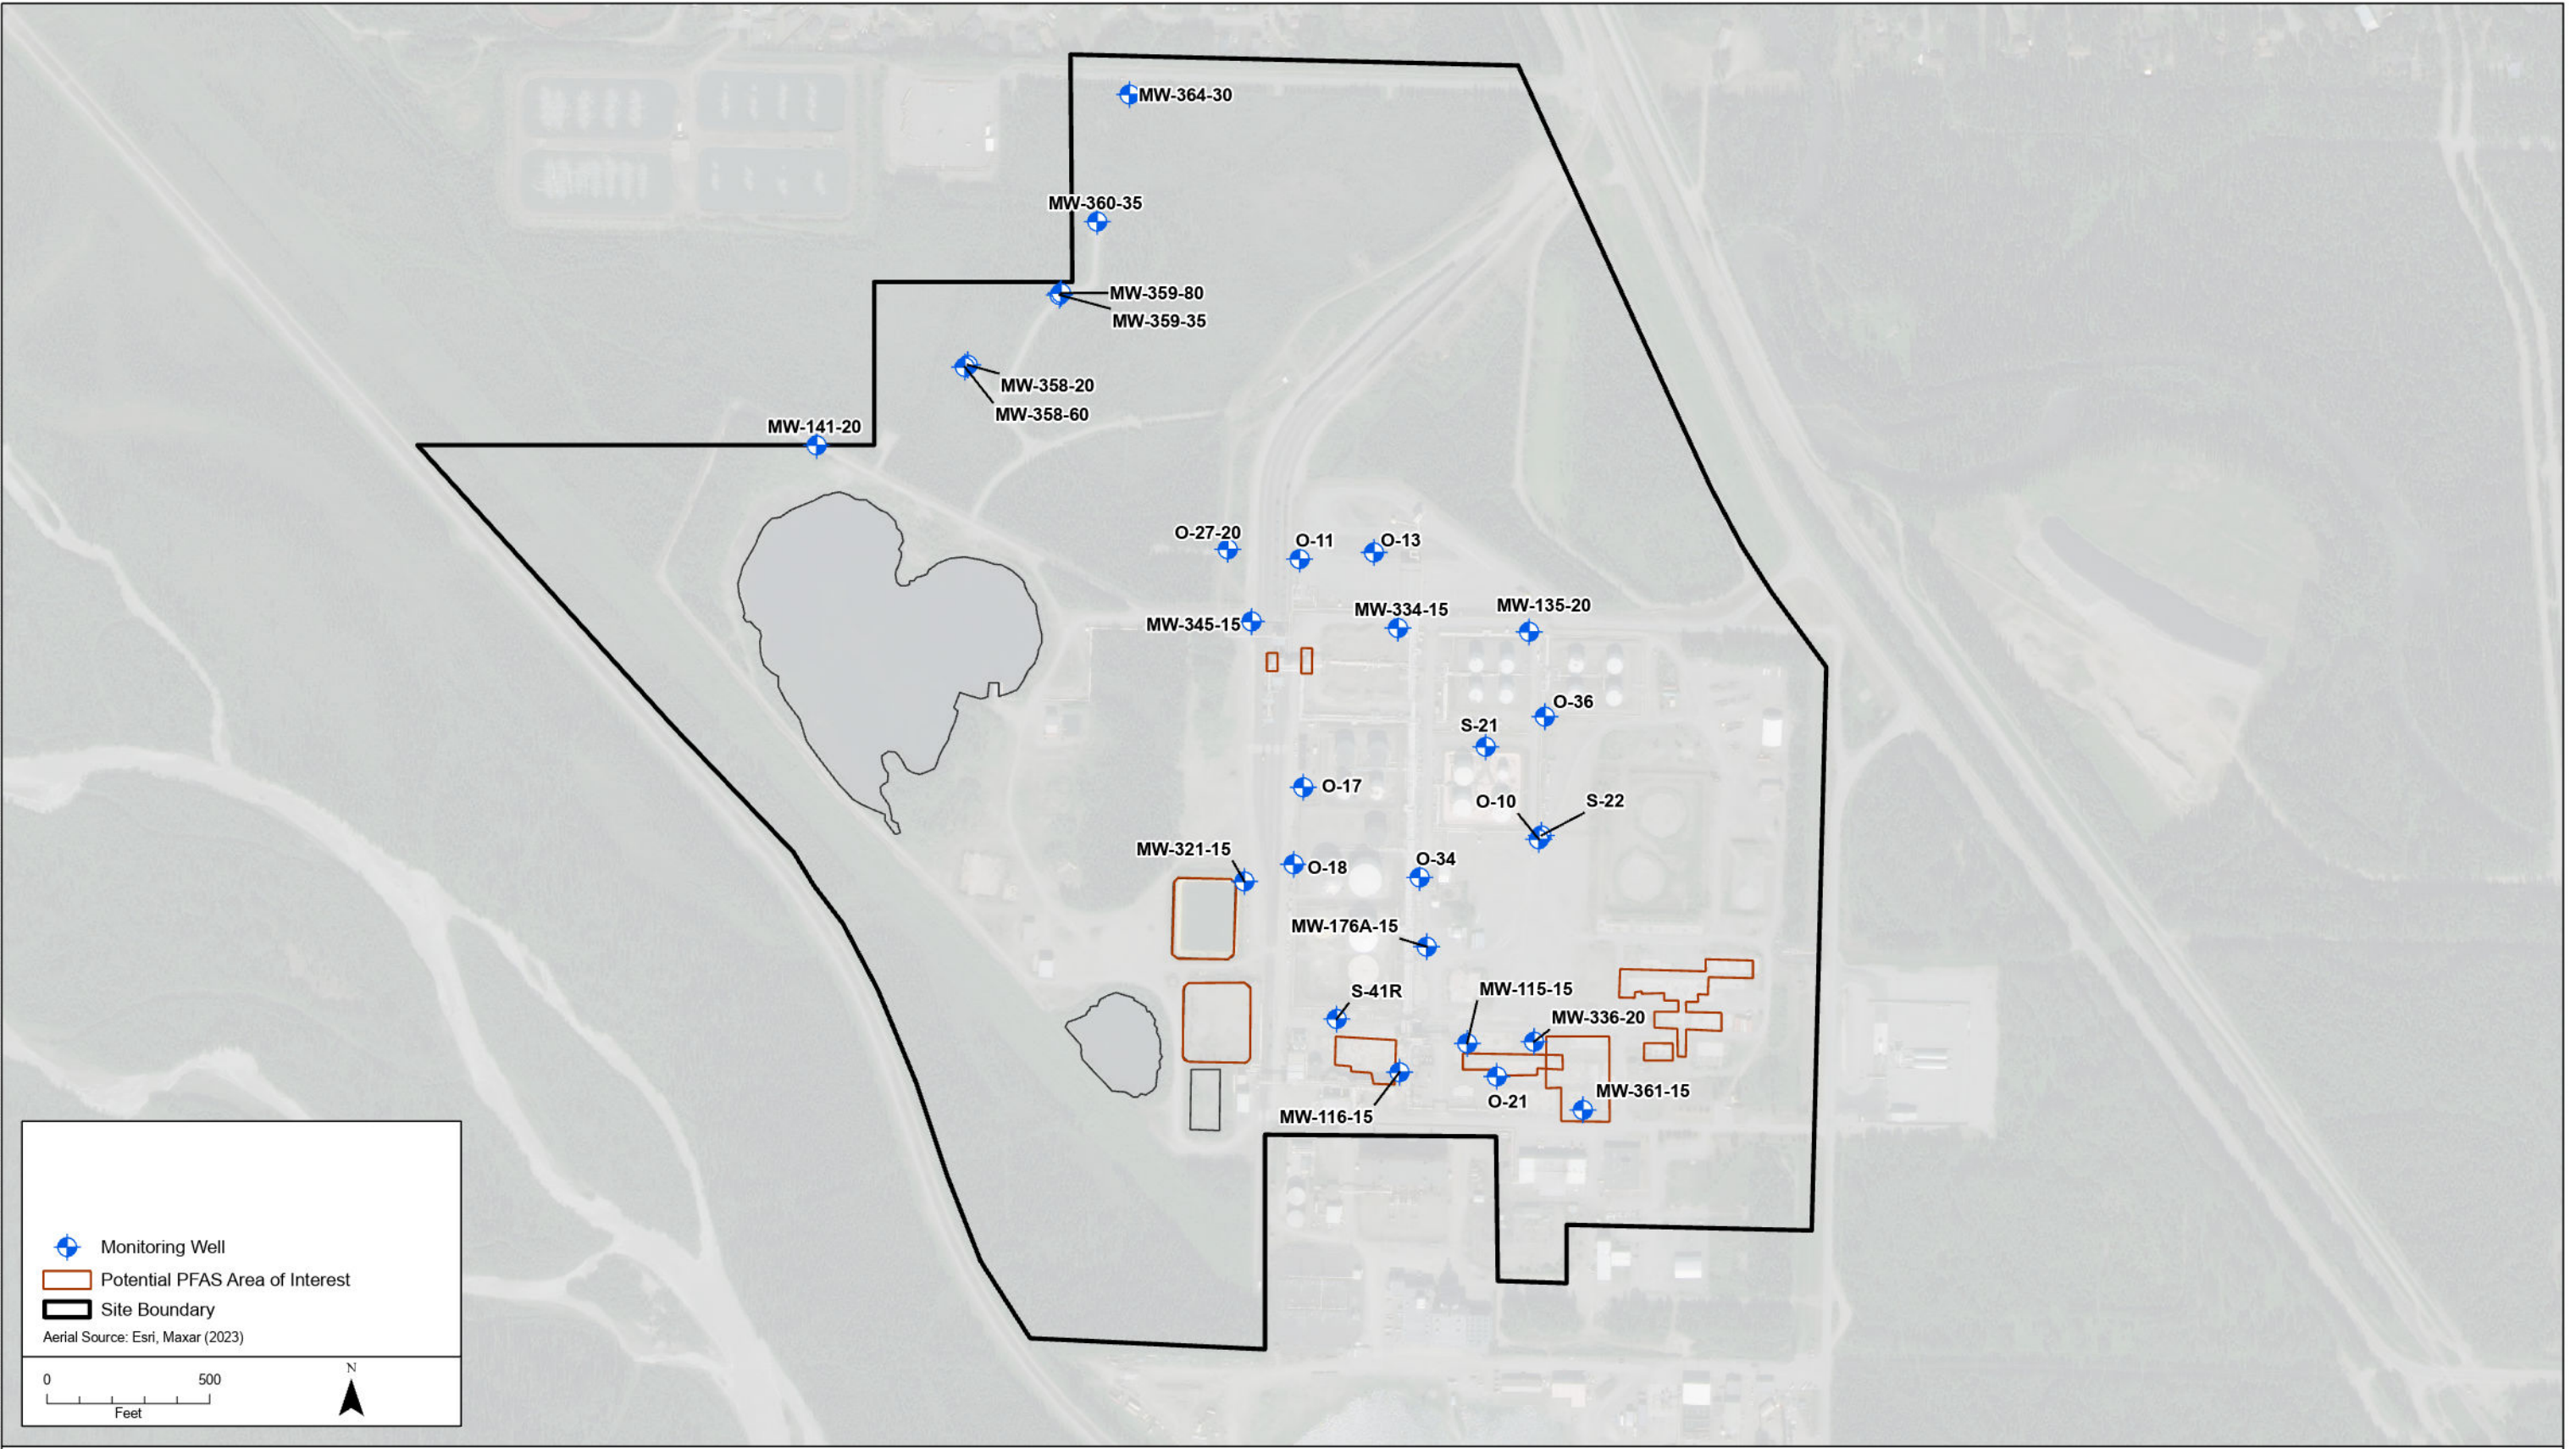 MW-364-30
MW-360-35
MW-359-80
MW-359-35
MW-358-20
MW-358-60
MW-141-20
O-27-20
O-11
O-13
MW-345-15
MW-334-15
MW-135-20
O-36
S-21
O-17
O-10
S-22
MW-321-15
O-18
O-34
MW-176A-15
S-41R
MW-115-15
MW-336-20
MW-361-15
O-21
MW-116-15
Monitoring Well
Potential PFAS Area of Interest
Site Boundary
Aerial Source: Esri, Maxar (2023)
N
0 500
Feet